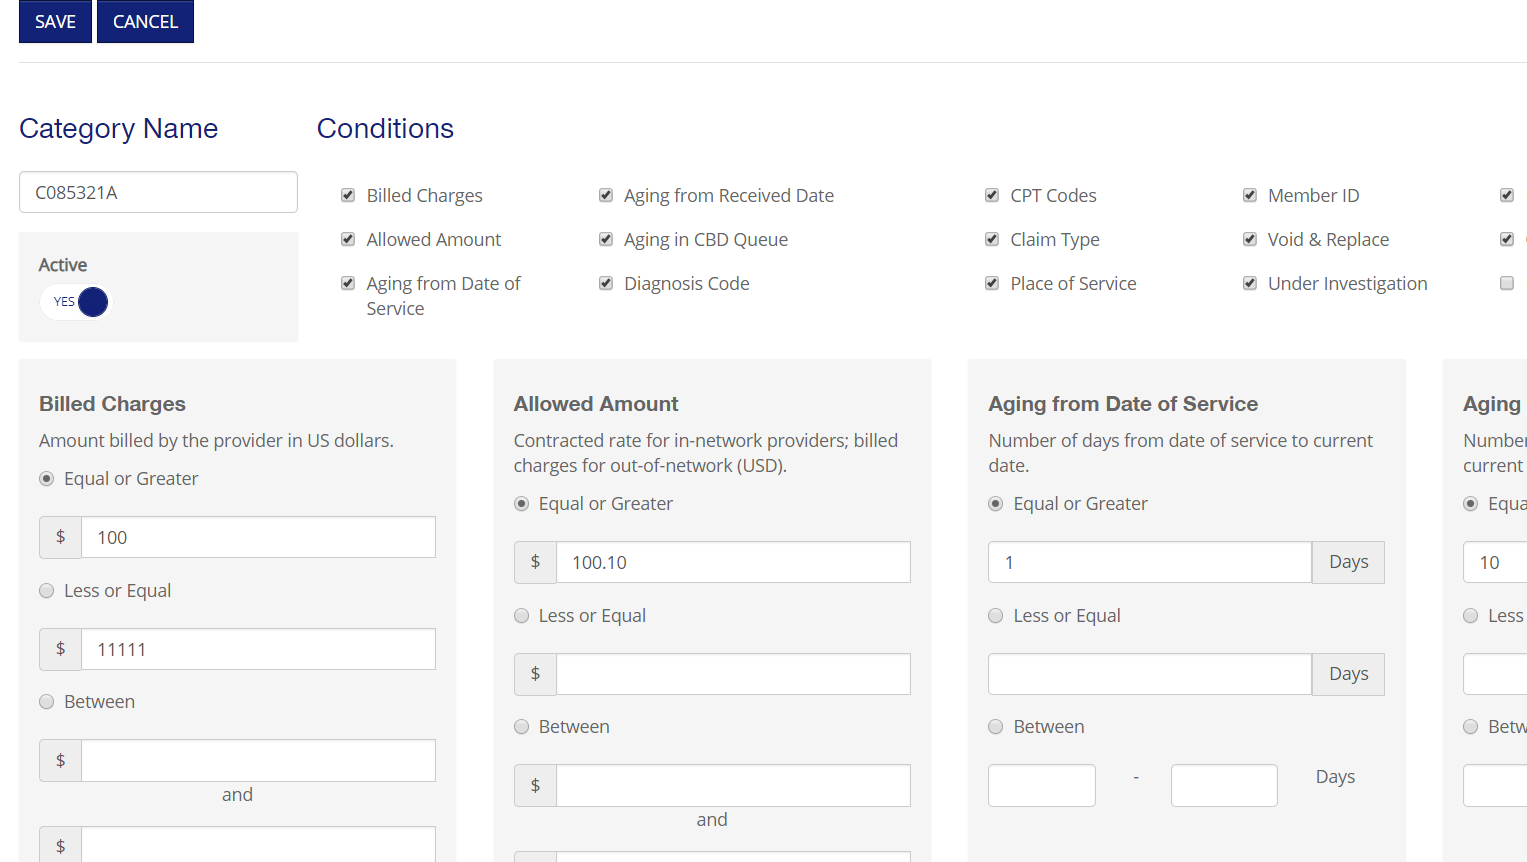 SAVE CANCEL
Category Name Conditions
C085321A
Billed Charges Aging from Received Date CPT Codes Member ID
Allowed Amount Aging in CBD Queue Claim Type Void & Replace
Aging from Date of Service Diagnosis Code Place of Service Under Investigation
Active
YES
Billed Charges
Amount billed by the provider in US dollars.
Equal or Greater
$ 100
Less or Equal
$ 11111
Between
$
and
$
Allowed Amount
Contracted rate for in-network providers; billed
charges for out-of-network (USD).
Equal or Greater
$ 100.10
Less or Equal
$
Between
$
and
Aging from Date of Service
Number of days from date of service to current
date.
Equal or Greater
1 Days
Less or Equal
Days
Between
- Days
Aging
current
10
Less